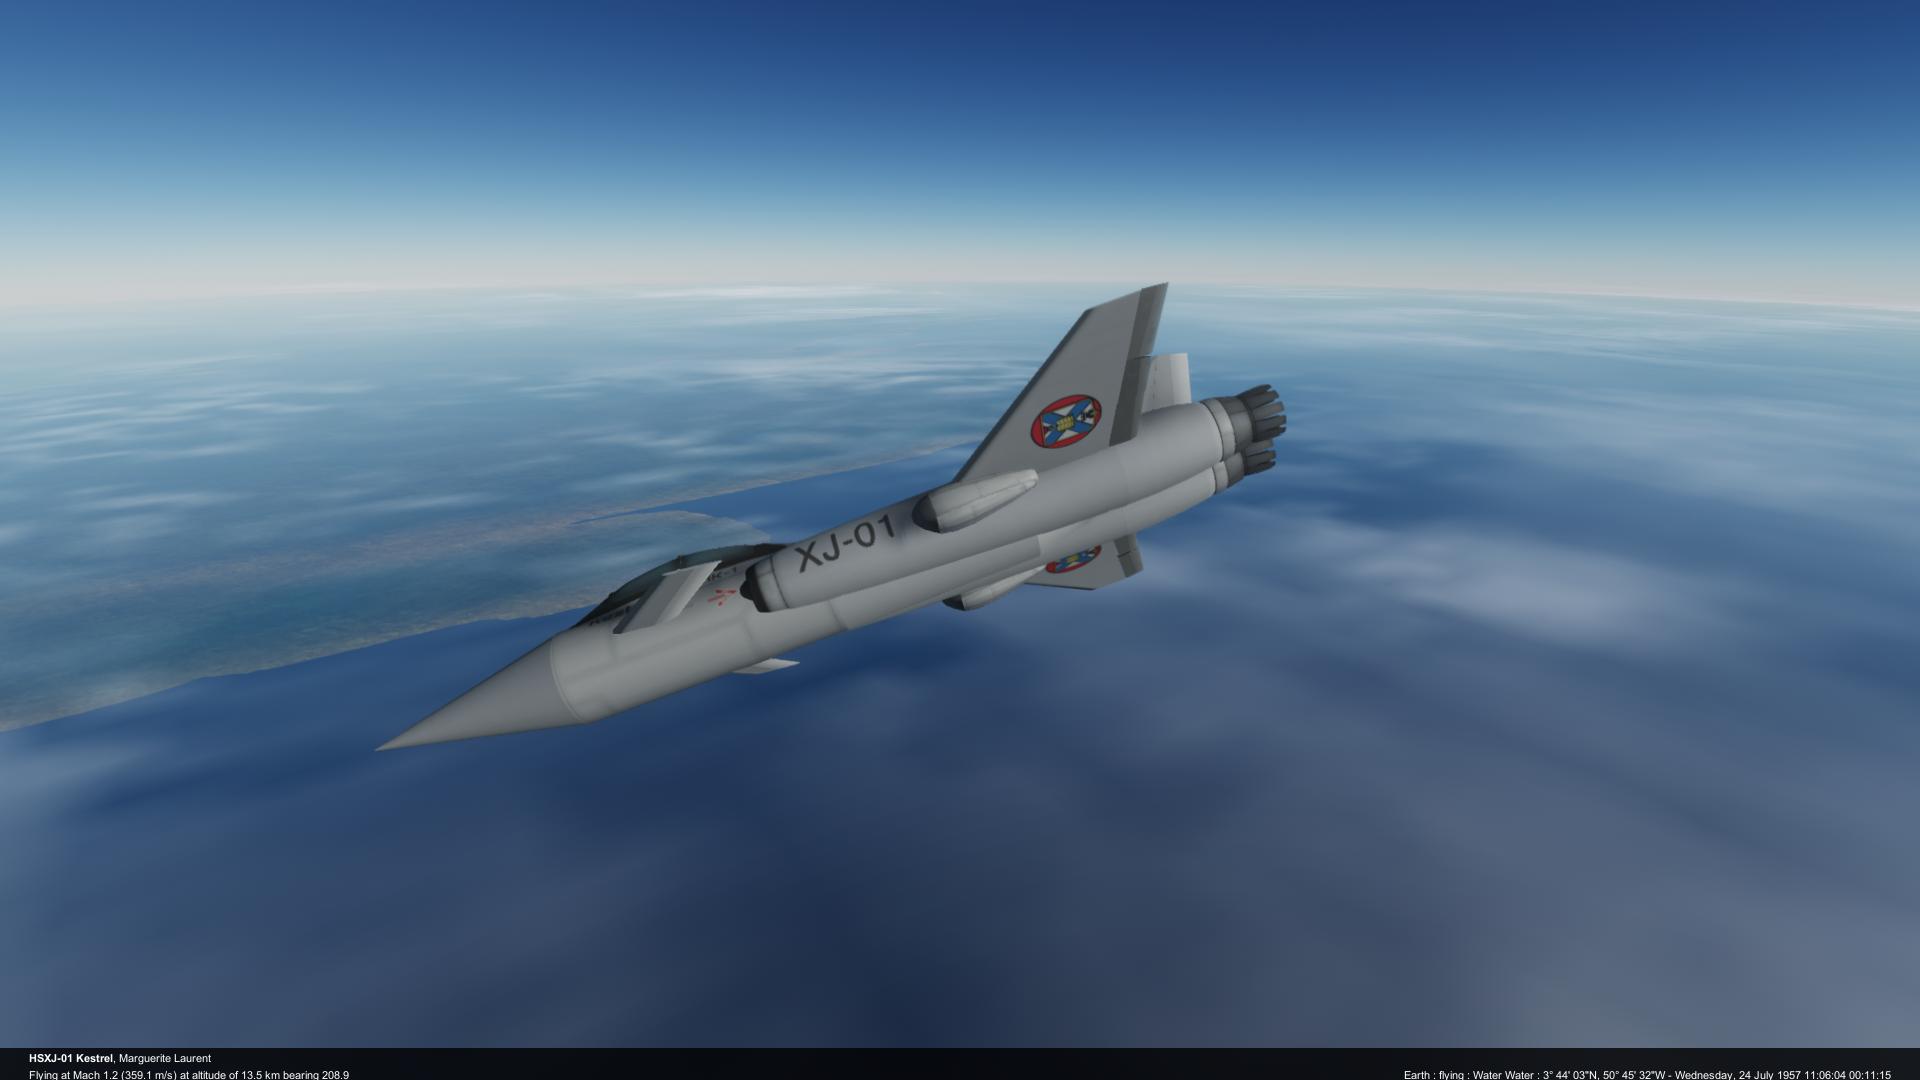 XJ-01
HSXJ-01 Kestrel, Marguerite Laurent
Flying at Mach 1.2 (359.1 m/s) at altitude of 13.5 km bearing 208.9
Earth : flying : Water Water : 3° 44' 03"N, 50° 45' 32"W - Wednesday, 24 July 1957 11:06:04 00:11:15